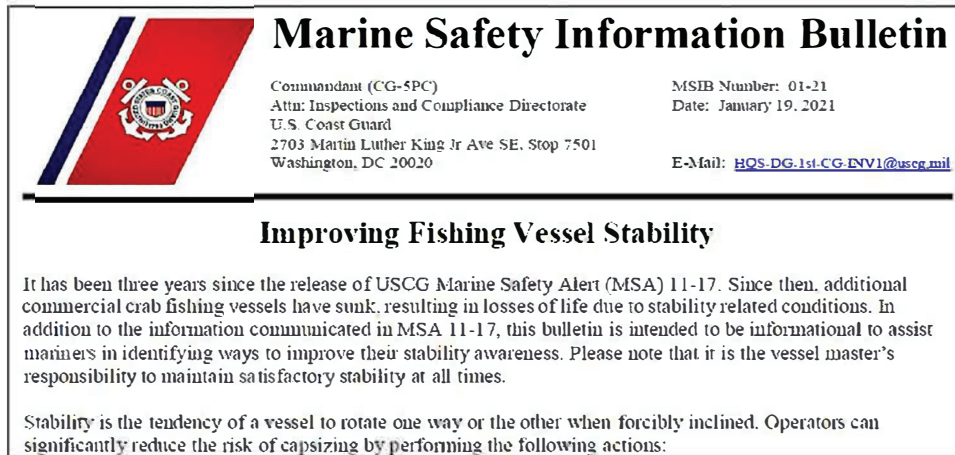 Marine Safety Information Bulletin
Commandant (CG-5PC)
Attn: Inspections and Compliance Directorate
U.S. Coast Guard
2703 Martin Luther King Jr Ave SE, Stop 7501
Washington, DC 20020
MSIB Number: 01-21
Date: January 19, 2021
E-Mail: HQS-DG-1st-CG-INV1@uscg.mil
Improving Fishing Vessel Stability
It has been three years since the release of USCG Marine Safety Alert (MSA) 11-17. Since then, additional
commercial crab fishing vessels have sunk, resulting in losses of life due to stability related conditions. In
addition to the information communicated in MSA 11-17, this bulletin is intended to be informational to assist
mariners in identifying ways to improve their stability awareness. Please note that it is the vessel master's
responsibility to maintain satisfactory stability at all times.
Stability is the tendency of a vessel to rotate one way or the other when forcibly inclined. Operators can
significantly reduce the risk of capsizing by performing the following actions: